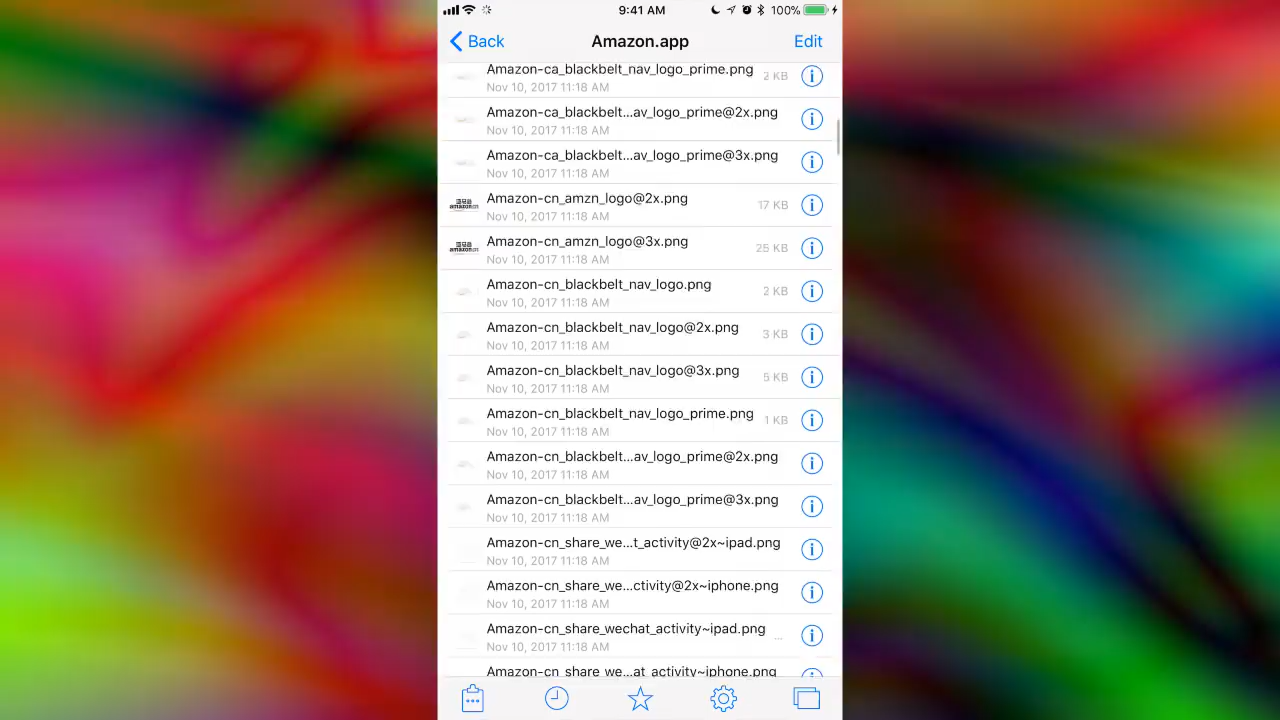 9:41 AM 100%
Back Amazon.app Edit
Amazon-ca_blackbelt_nav_logo_prime.png 2 KB
Nov 10, 2017 11:18 AM
Amazon-ca_blackbelt...av_logo_prime@2x.png
Nov 10, 2017 11:18 AM
Amazon-ca_blackbelt...av_logo_prime@3x.png
Nov 10, 2017 11:18 AM
Amazon-cn_amzn_logo@2x.png 17 KB
Nov 10, 2017 11:18 AM
Amazon-cn_amzn_logo@3x.png 25 KB
Nov 10, 2017 11:18 AM
Amazon-cn_blackbelt_nav_logo.png 2 KB
Nov 10, 2017 11:18 AM
Amazon-cn_blackbelt_nav_logo@2x.png 3 KB
Nov 10, 2017 11:18 AM
Amazon-cn_blackbelt_nav_logo@3x.png 5 KB
Nov 10, 2017 11:18 AM
Amazon-cn_blackbelt_nav_logo_prime.png 1 KB
Nov 10, 2017 11:18 AM
Amazon-cn_blackbelt...av_logo_prime@2x.png
Nov 10, 2017 11:18 AM
Amazon-cn_blackbelt...av_logo_prime@3x.png
Nov 10, 2017 11:18 AM
Amazon-cn_share_we...t_activity@2x~ipad.png
Nov 10, 2017 11:18 AM
Amazon-cn_share_we...ctivity@2x~iphone.png
Nov 10, 2017 11:18 AM
Amazon-cn_share_wechat_activity~ipad.png ...
Nov 10, 2017 11:18 AM
Amazon-cn_share_we...at_activity~iphone.png